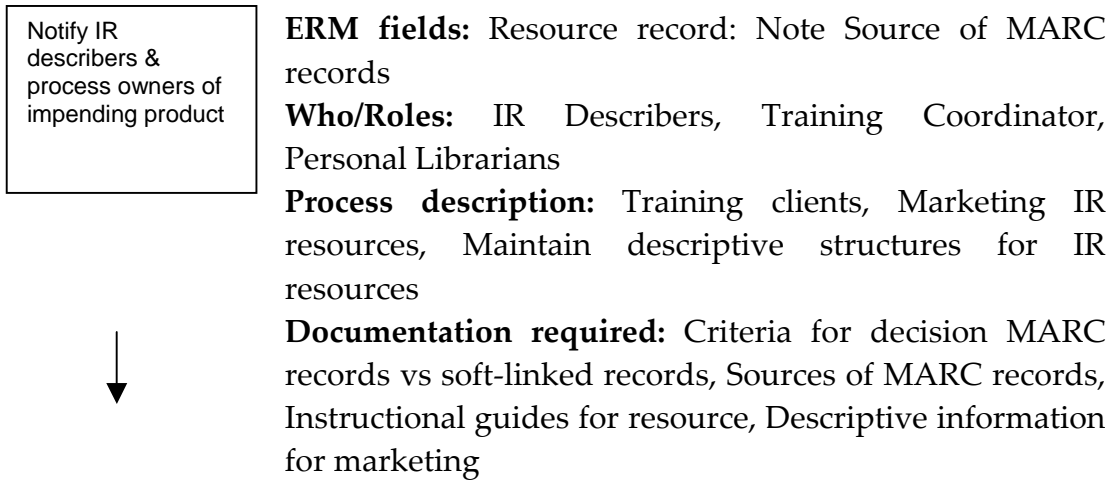 Notify IR
describers &
process owners of
impending product
ERM fields: Resource record: Note Source of MARC
records
Who/Roles: IR Describers, Training Coordinator,
Personal Librarians
Process description: Training clients, Marketing IR
resources, Maintain descriptive structures for IR
resources
Documentation required: Criteria for decision MARC
records vs soft-linked records, Sources of MARC records,
Instructional guides for resource, Descriptive information
for marketing